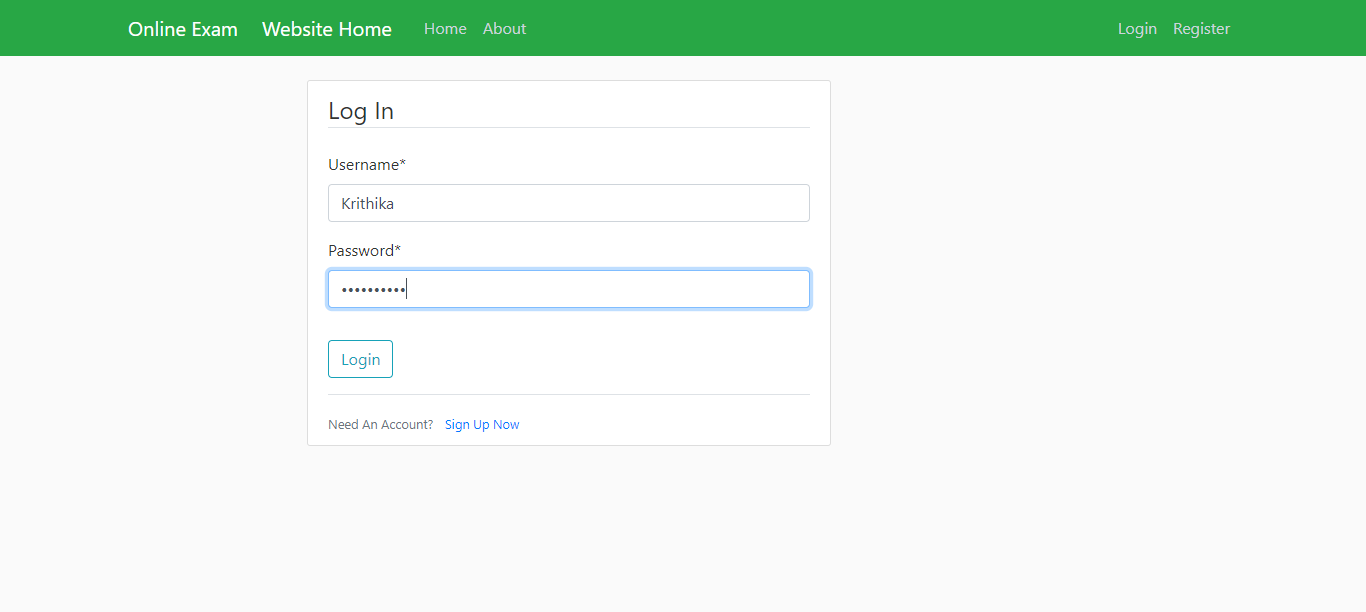 Online Exam Website Home Home About Login Register
Log In
Username*
Krithika
Password*
••••••••••
Login
Need An Account? Sign Up Now